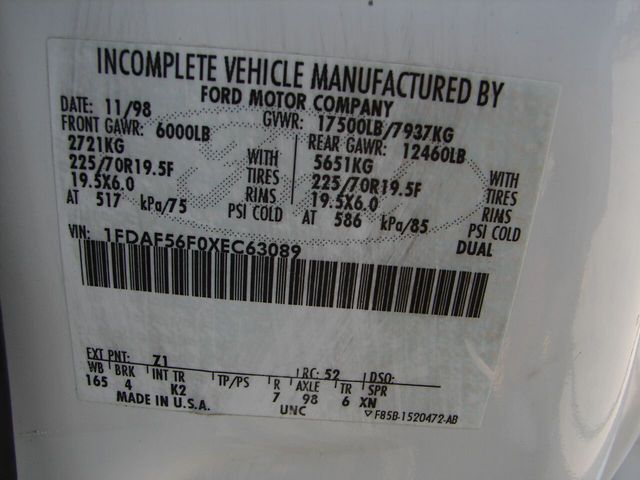 INCOMPLETE VEHICLE MANUFACTURED BY
FORD MOTOR COMPANY
DATE: 11/98 GVWR: 17500LB/7937KG
FRONT GAWR: 6000LB REAR GAWR: 12460LB
2721KG WITH 5651KG WITH
225/70R19.5F TIRES 225/70R19.5F TIRES
19.5X6.0 RIMS 19.5X6.0 RIMS
AT 517 kPa/75 PSI COLD AT 586 kPa/85 PSI COLD
DUAL
VIN: 1FDAF56F0XEC63089
EXT PNT: Z1 RC: 52 DSO:
WB BRK INT TR TP/PS R AXLE TR SPR
165 4 K2 7 98 6 XN
MADE IN U.S.A. UNC F85B-1520472-AB